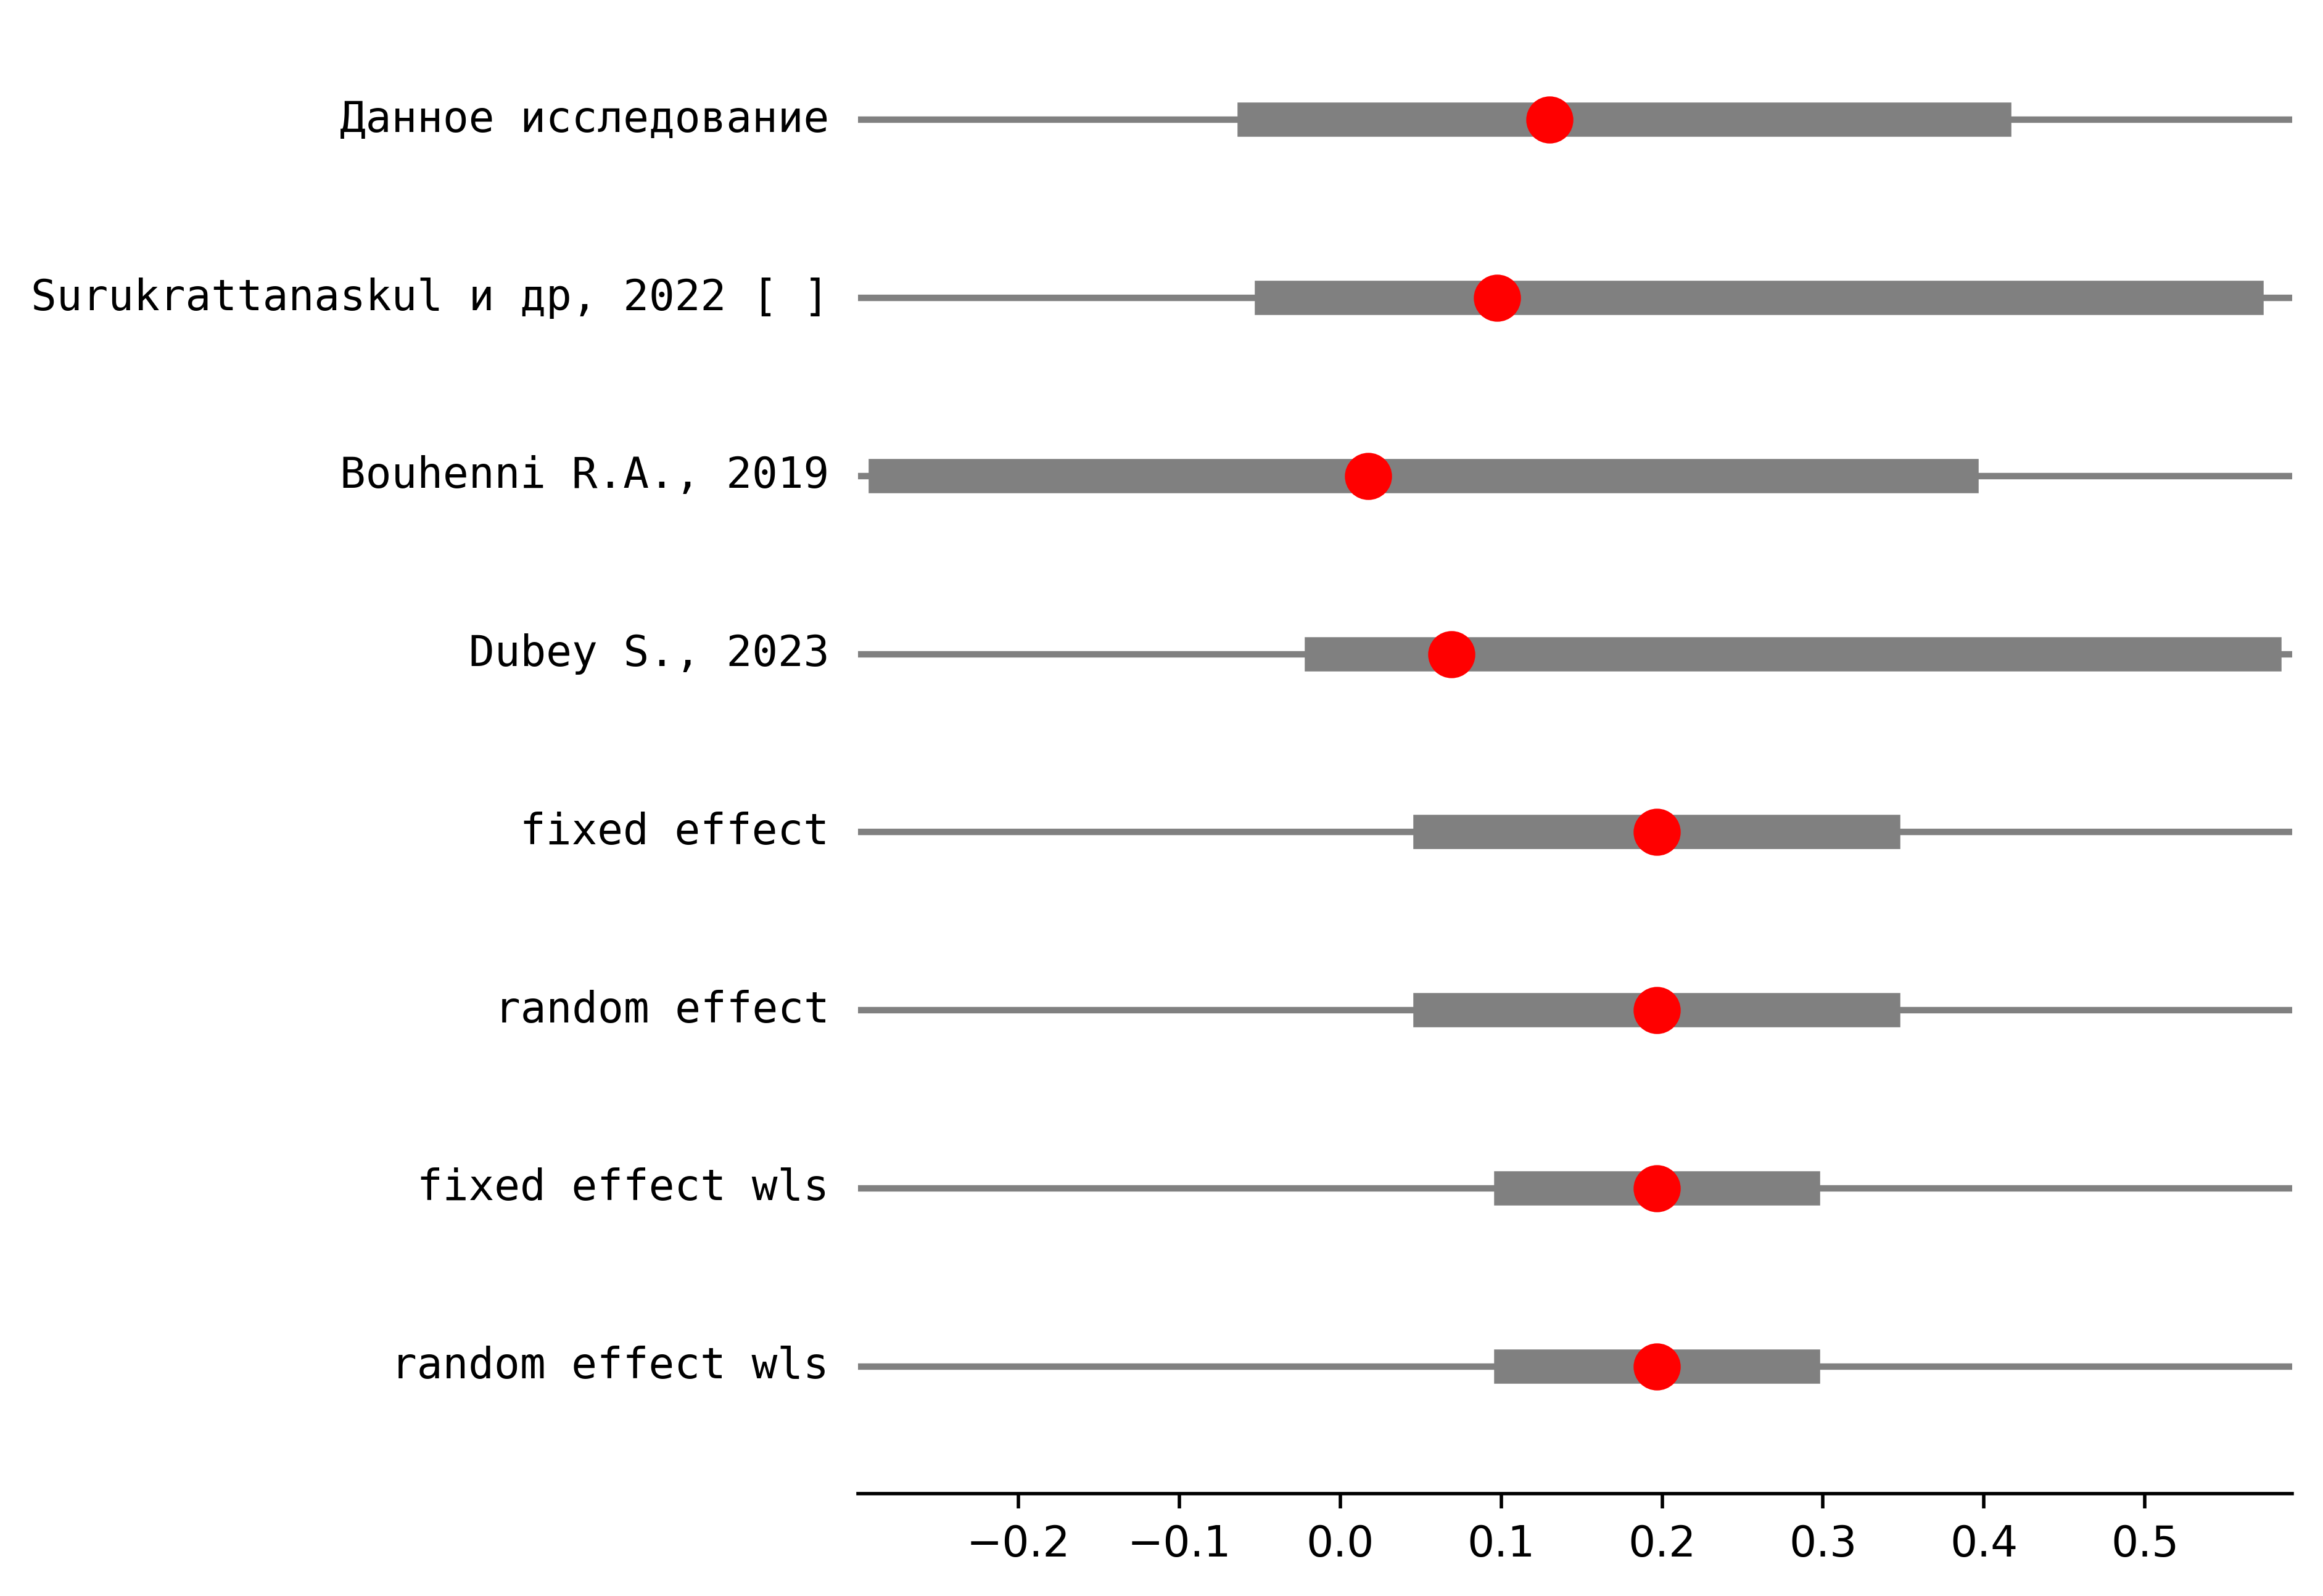 Данное исследование
Surukrattanaskul и др, 2022 [ ]
Bouhenni R.A., 2019
Dubey S., 2023
fixed effect
random effect
fixed effect wls
random effect wls
−0.2 −0.1 0.0 0.1 0.2 0.3 0.4 0.5